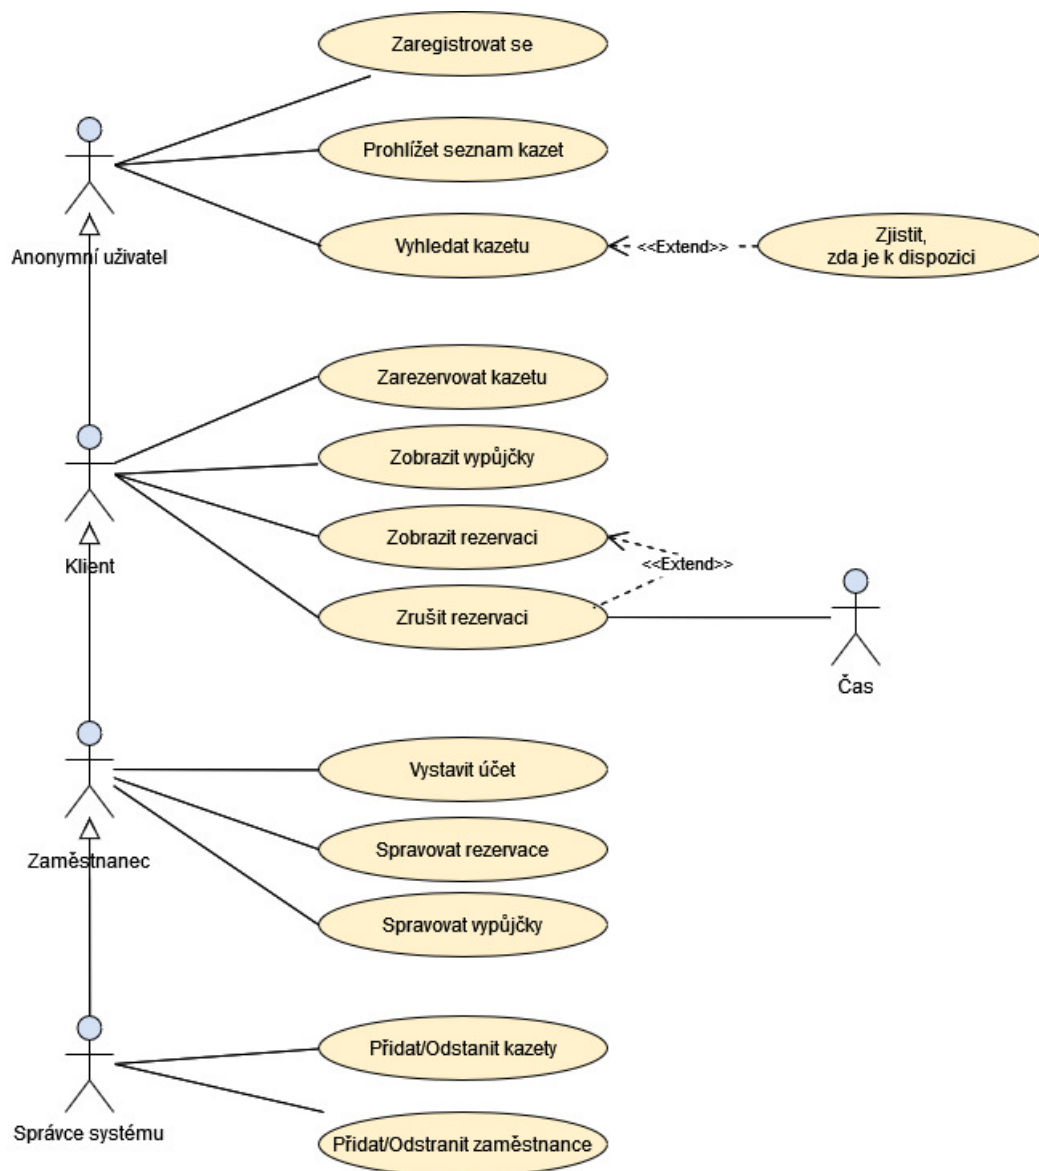 Zaregistrovat se
Prohlížet seznam kazet
Anonymní uživatel
Vyhledat kazetu
<<Extend>>
Zjistit,
zda je k dispozici
Zarezervovat kazetu
Zobrazit vypůjčky
Klient
Zobrazit rezervaci
<<Extend>>
Zrušit rezervaci
Čas
Vystavit účet
Zaměstnanec
Spravovat rezervace
Spravovat vypůjčky
Přidat/Odstanit kazety
Správce systému
Přidat/Odstranit zaměstnance